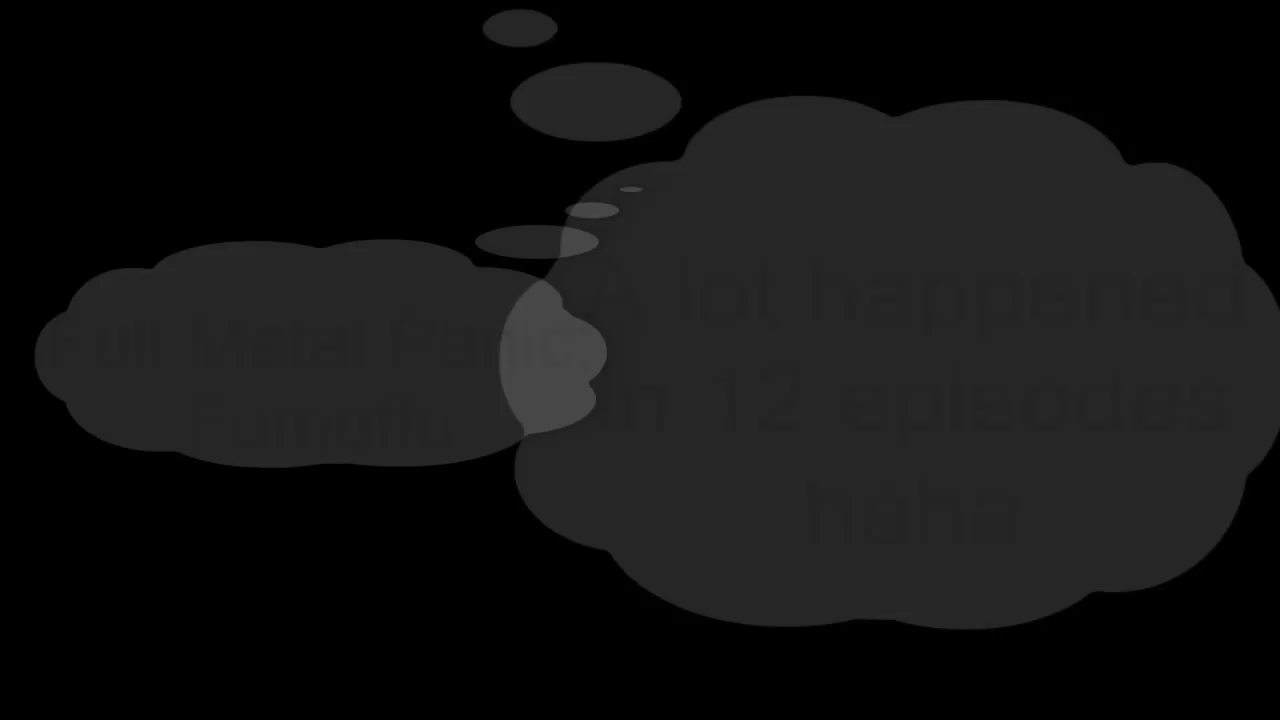 Full Metal Panic:
Fumoffu
A lot happened
in 12 episodes
haha